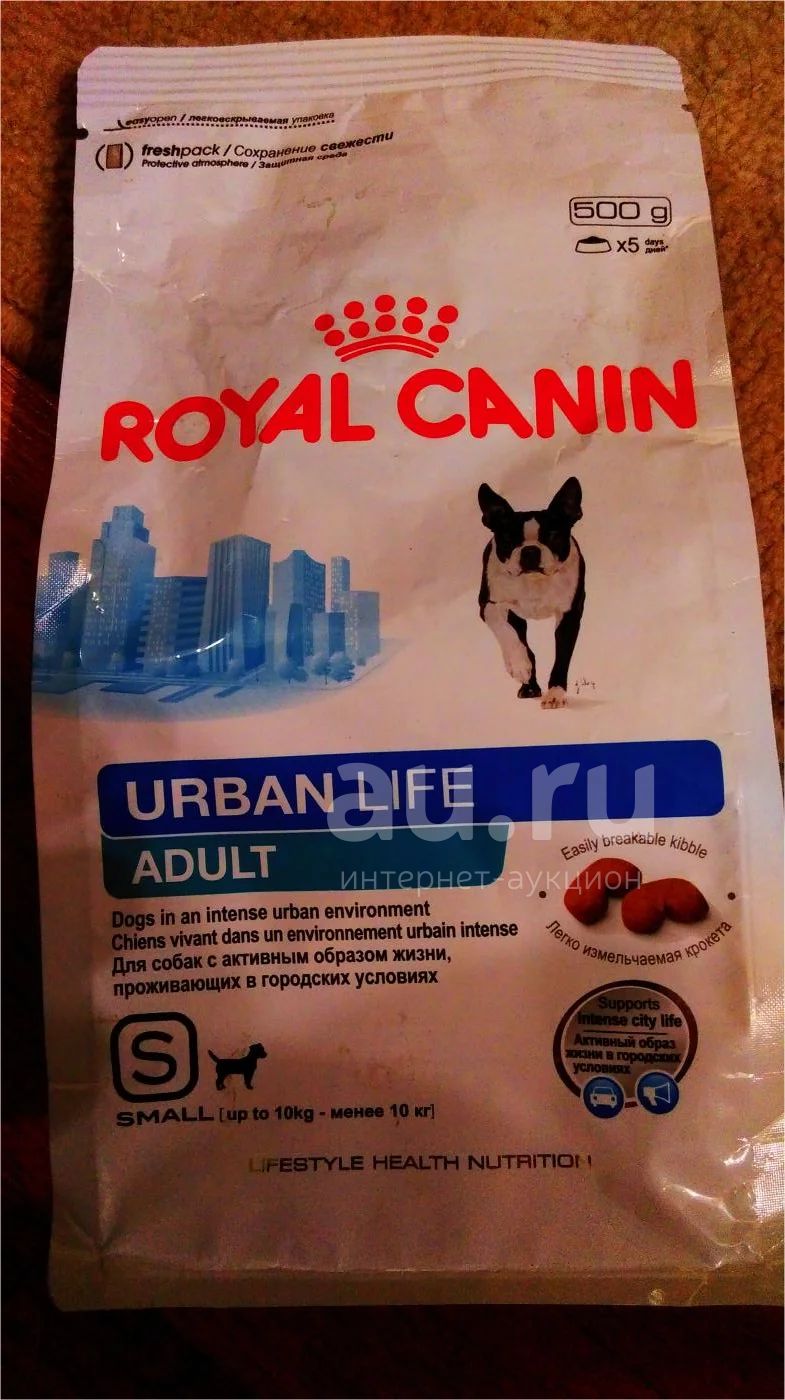 easyopen / легковскрываемая упаковка
freshpack / Сохранение свежести
Protective atmosphere / Защитная среда
500 g
x5 days
дней*
ROYAL CANIN
URBAN LIFE
ADULT
au.ru
интернет-аукцион
Dogs in an intense urban environment
Chiens vivant dans un environnement urbain intense
Для собак с активным образом жизни,
проживающих в городских условиях
Easily breakable kibble
Легко измельчаемая крокета
Supports
intense city life
Активный образ
жизни в городских
условиях
S
SMALL [up to 10kg - менее 10 кг]
LIFESTYLE HEALTH NUTRITION